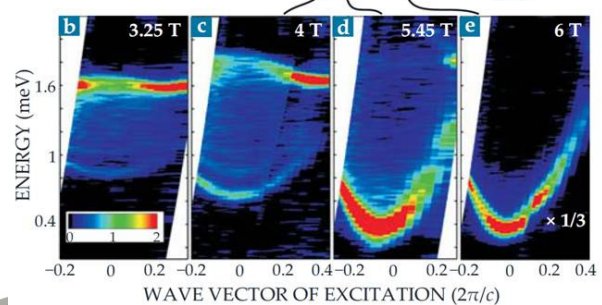 b 3.25 T c 4 T d 5.45 T e 6 T
ENERGY (meV)
1.6
1
0.4
0 1 2
× 1/3
−0.2 0 0.2 −0.2 0 0.2 0.4 −0.2 0 0.2 −0.2 0 0.2 0.4
WAVE VECTOR OF EXCITATION (2π/c)